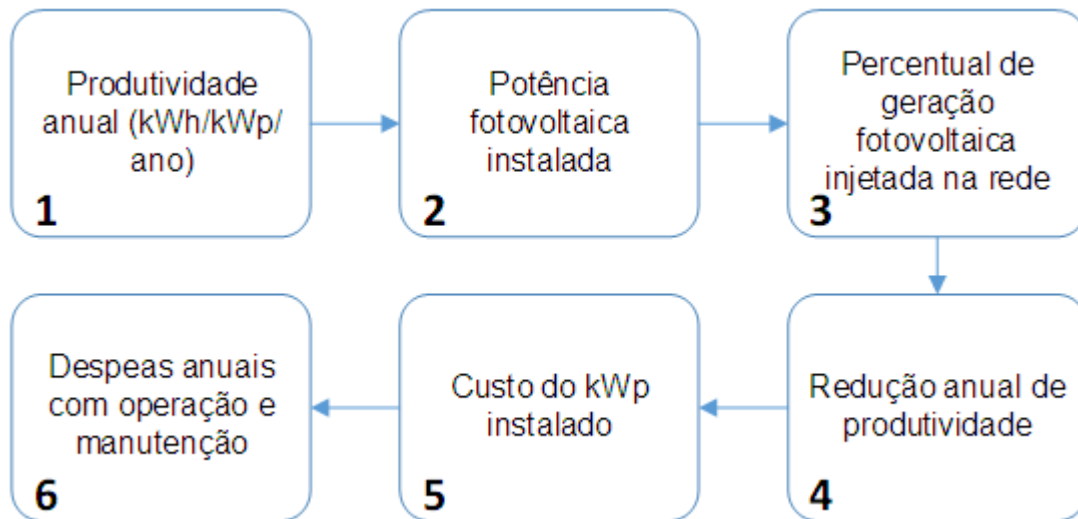 Produtividade
anual (kWh/kWp/
ano)
1
Potência
fotovoltaica
instalada
2
Percentual de
geração
fotovoltaica
injetada na rede
3
Redução anual de
produtividade
4
Custo do kWp
instalado
5
Despeas anuais
com operação e
manutenção
6